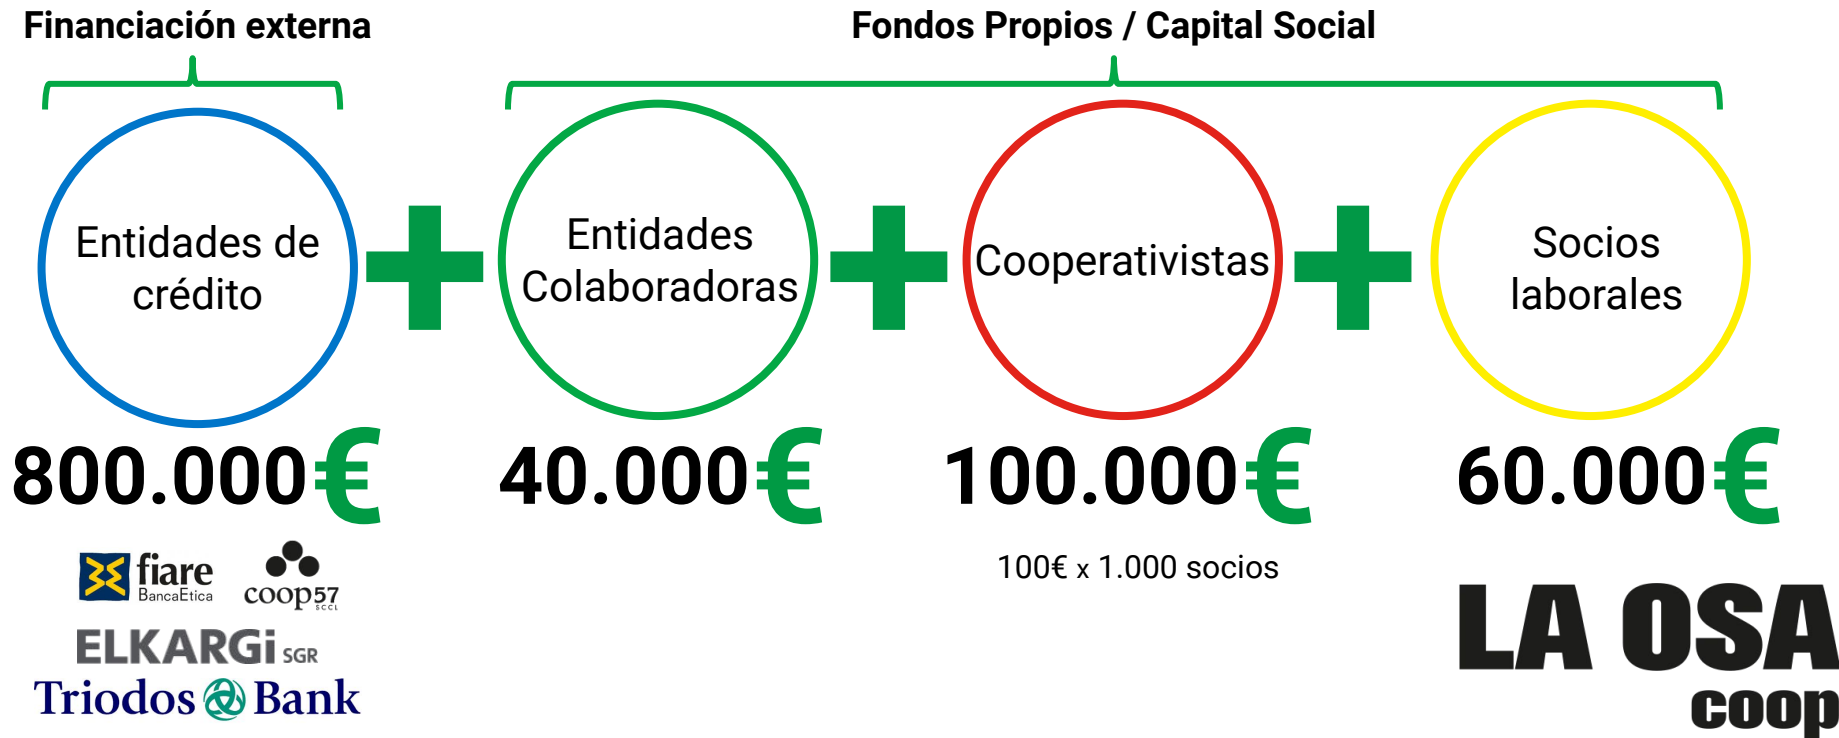 Financiación externa
Fondos Propios / Capital Social
Entidades de
crédito
Entidades
Colaboradoras
Cooperativistas
Socios
laborales
800.000€
40.000€
100.000€
60.000€
100€ x 1.000 socios
fiare
BancaEtica
coop57
SCCL
ELKARGi SGR
Triodos Bank
LA OSA
coop